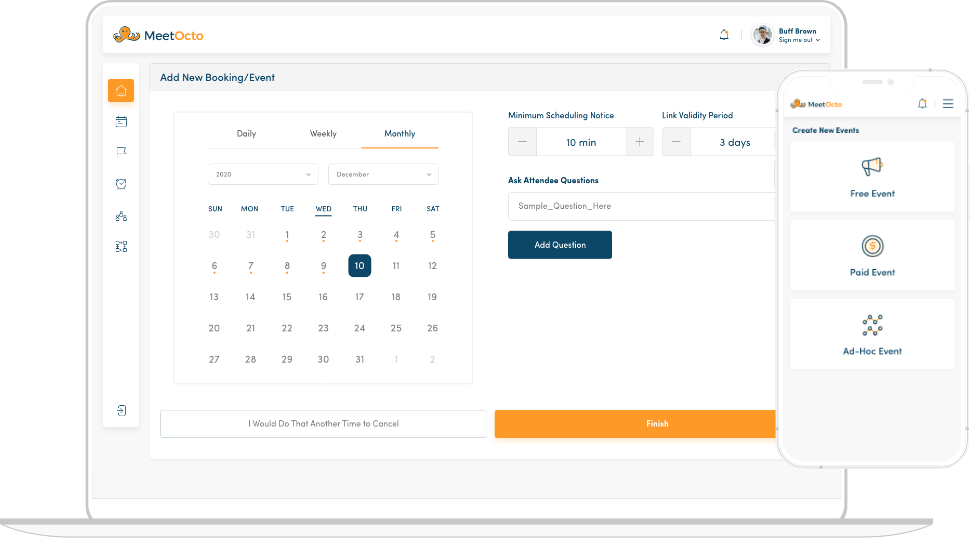 MeetOcto
Buff Brown
Sign me out
Add New Booking/Event
Daily Weekly Monthly
2020 December
SUN MON TUE WED THU FRI SAT
30 31 1 2 3 4 5
6 7 8 9 10 11 12
13 14 15 16 17 18 19
20 21 22 23 24 25 26
27 28 29 30 31 1 2
Minimum Scheduling Notice Link Validity Period
10 min 3 days
Ask Attendee Questions
Sample_Question_Here
Add Question
I Would Do That Another Time to Cancel
Finish
MeetOcto
Create New Events
Free Event
Paid Event
Ad-Hoc Event